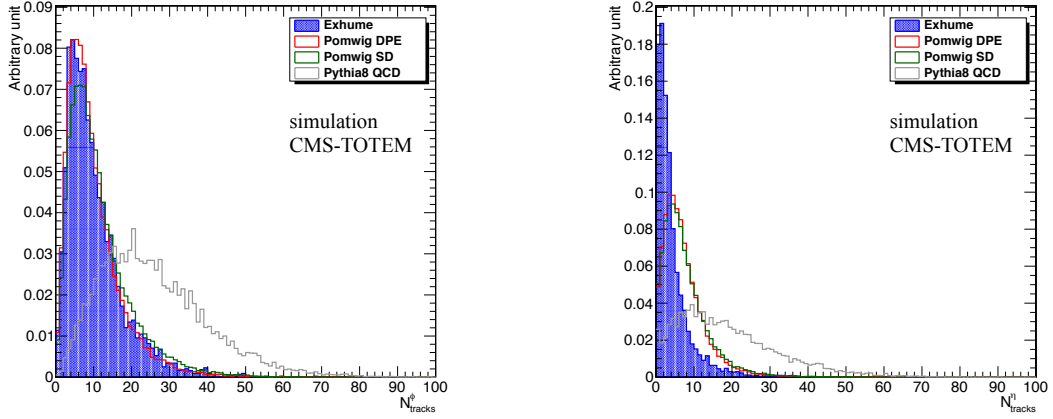 Arbitrary unit
0.09
0.08
0.07
0.06
0.05
0.04
0.03
0.02
0.01
0
Exhume
Pomwig DPE
Pomwig SD
Pythia8 QCD
simulation
CMS-TOTEM
0 10 20 30 40 50 60 70 80 90 100
N^ϕ_tracks
Arbitrary unit
0.2
0.18
0.16
0.14
0.12
0.1
0.08
0.06
0.04
0.02
0
Exhume
Pomwig DPE
Pomwig SD
Pythia8 QCD
simulation
CMS-TOTEM
0 10 20 30 40 50 60 70 80 90 100
N^η_tracks